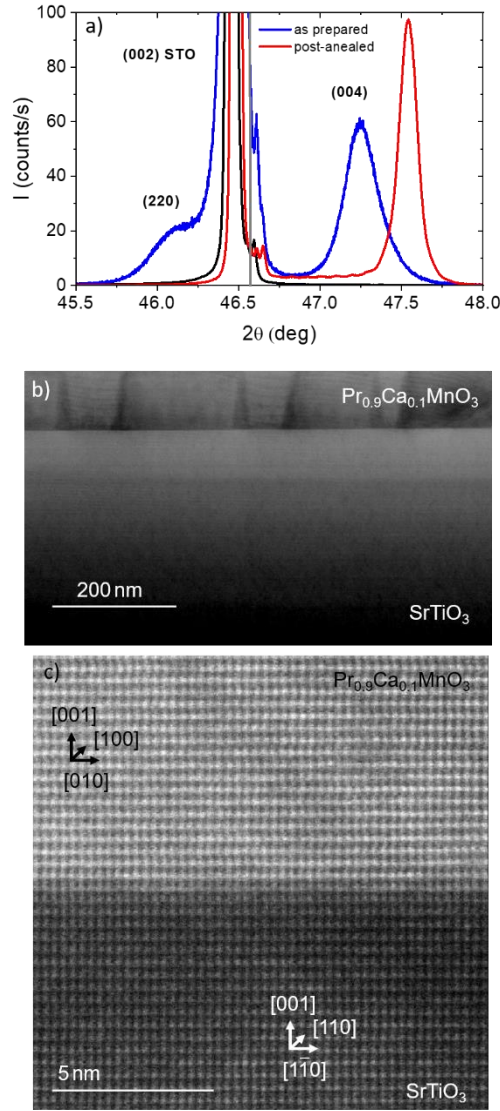 a)
as prepared
post-anealed
(002) STO
(004)
(220)
I (counts/s)
100
80
60
40
20
0
45.5 46.0 46.5 47.0 47.5 48.0
2θ (deg)
b)
Pr0.9Ca0.1MnO3
200 nm
SrTiO3
c)
Pr0.9Ca0.1MnO3
[001]
[100]
[010]
[001]
[110]
[11̅0]
5 nm
SrTiO3